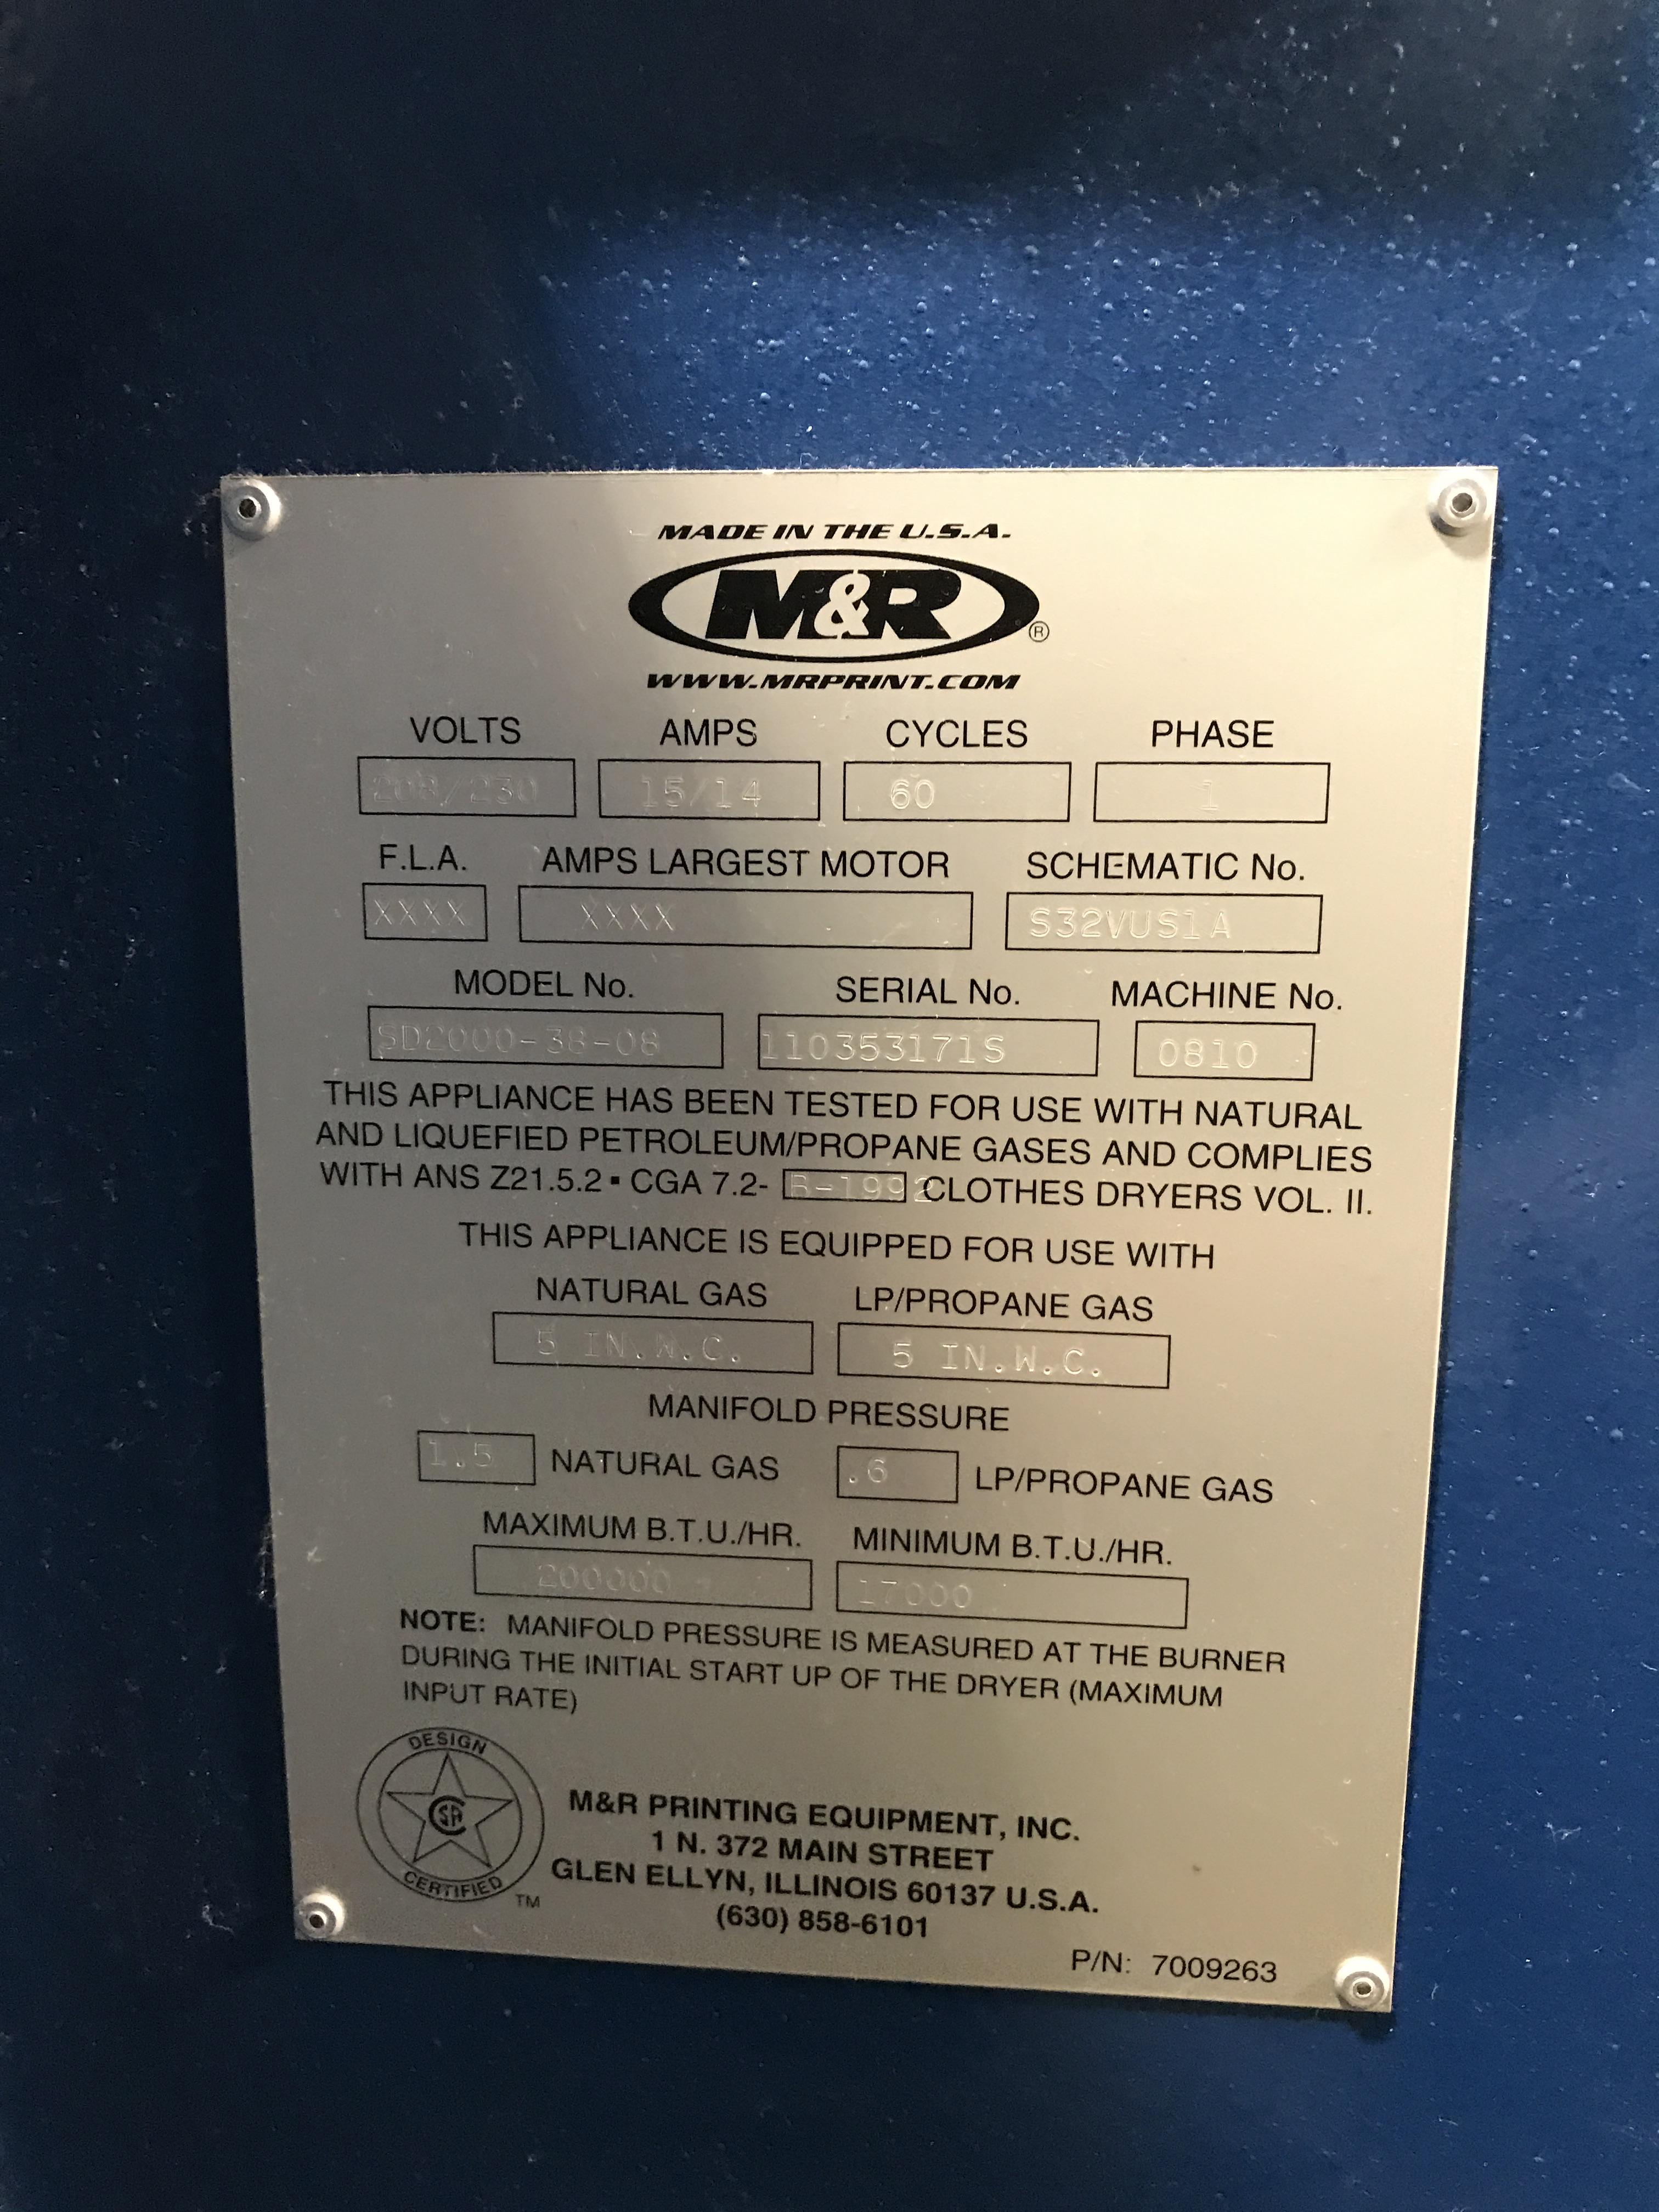 MADE IN THE U.S.A.
M&R®
WWW.MRPRINT.COM
VOLTS AMPS CYCLES PHASE
208/230 15/14 60 1
F.L.A. AMPS LARGEST MOTOR SCHEMATIC No.
XXXX XXXX S32VUS1A
MODEL No. SERIAL No. MACHINE No.
SD2000-38-08 110353171S 0810
THIS APPLIANCE HAS BEEN TESTED FOR USE WITH NATURAL
AND LIQUEFIED PETROLEUM/PROPANE GASES AND COMPLIES
WITH ANS Z21.5.2 ▪ CGA 7.2- B-1992 CLOTHES DRYERS VOL. II.
THIS APPLIANCE IS EQUIPPED FOR USE WITH
NATURAL GAS LP/PROPANE GAS
5 IN.W.C. 5 IN.W.C.
MANIFOLD PRESSURE
1.5 NATURAL GAS .6 LP/PROPANE GAS
MAXIMUM B.T.U./HR. MINIMUM B.T.U./HR.
200000 17000
NOTE: MANIFOLD PRESSURE IS MEASURED AT THE BURNER
DURING THE INITIAL START UP OF THE DRYER (MAXIMUM
INPUT RATE)
DESIGN
CSA
CERTIFIED
TM
M&R PRINTING EQUIPMENT, INC.
1 N. 372 MAIN STREET
GLEN ELLYN, ILLINOIS 60137 U.S.A.
(630) 858-6101
P/N: 7009263